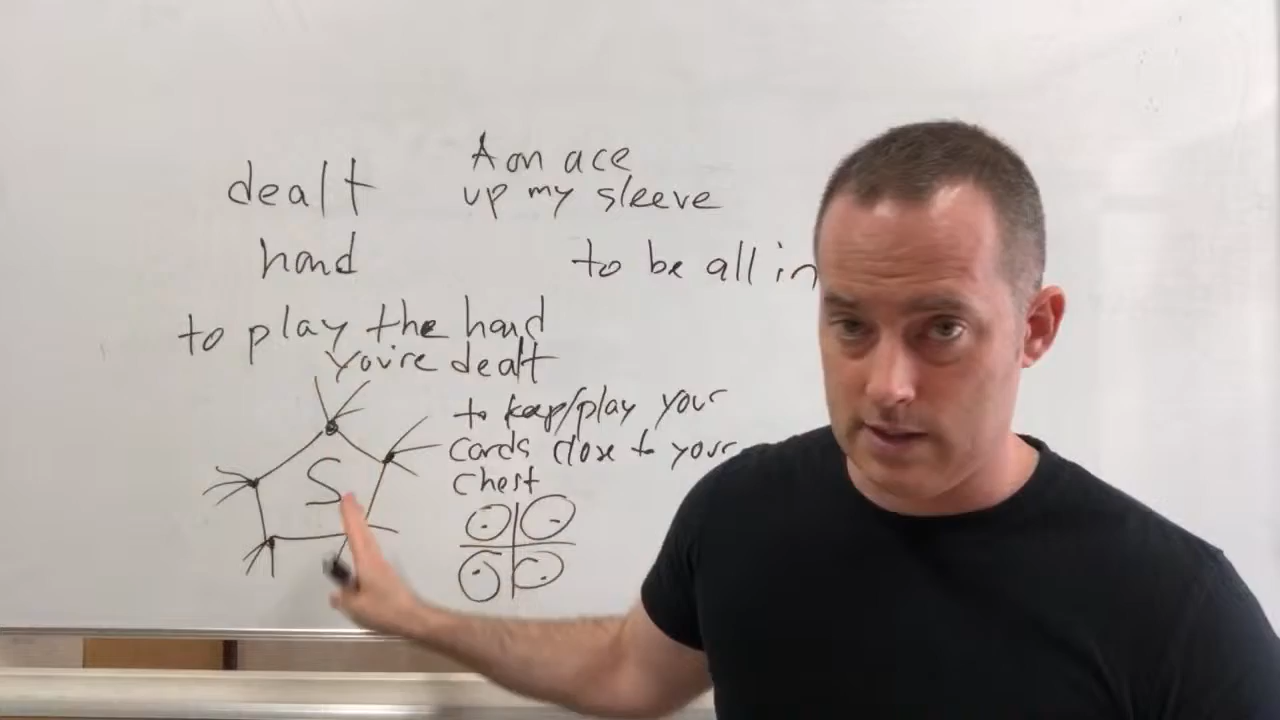 dealt
A on ace
up my sleeve
hand
to be all in
to play the hand
you're dealt
to keep/play your
cards close to your
chest
S